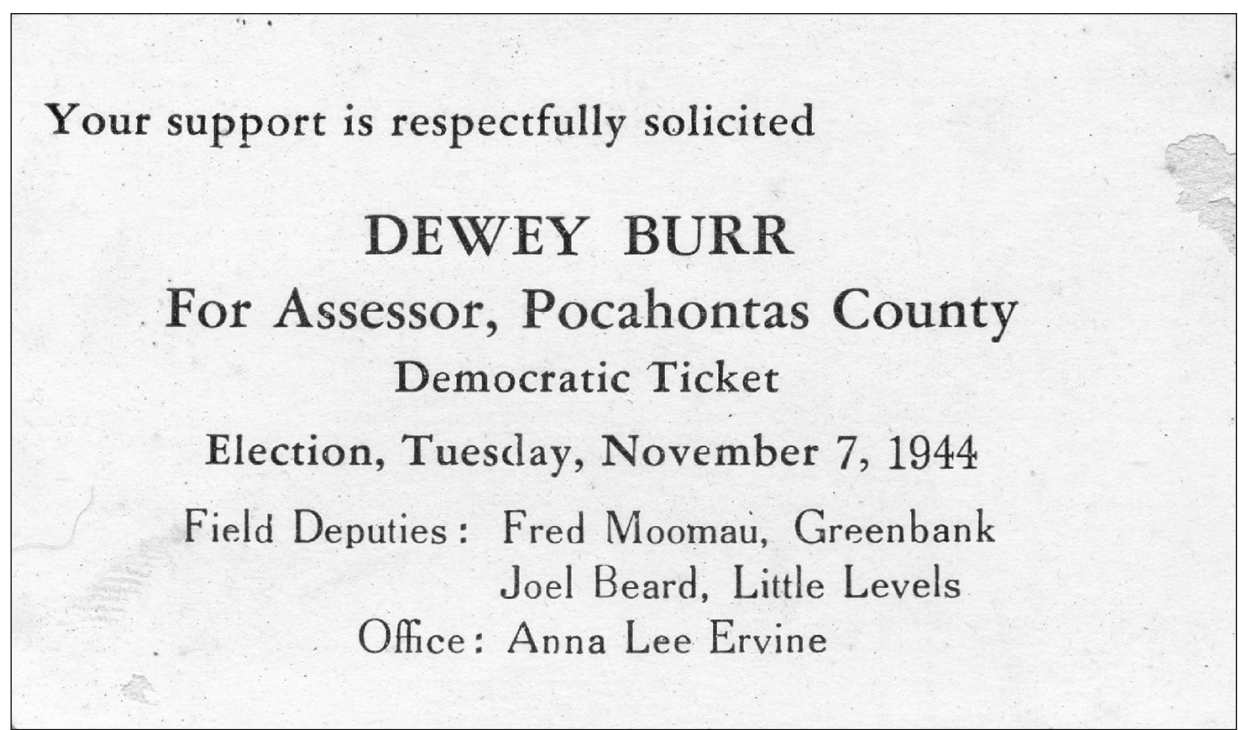 Your support is respectfully solicited
DEWEY BURR
For Assessor, Pocahontas County
Democratic Ticket
Election, Tuesday, November 7, 1944
Field Deputies: Fred Moomau, Greenbank
Joel Beard, Little Levels
Office: Anna Lee Ervine